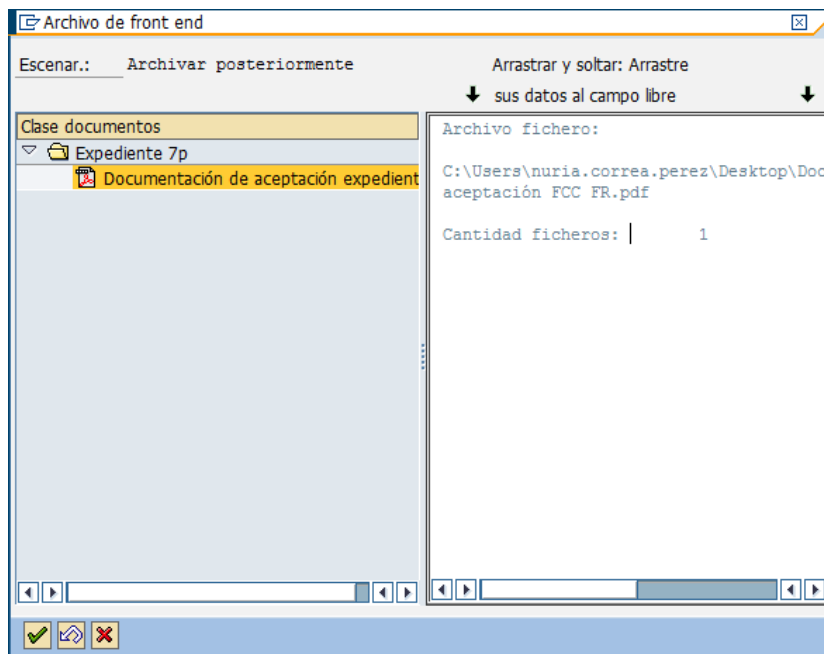 Archivo de front end
Escenar.: Archivar posteriormente
Arrastrar y soltar: Arrastre
sus datos al campo libre
Clase documentos
Expediente 7p
Documentación de aceptación expedient
Archivo fichero:
C:\Users\nuria.correa.perez\Desktop\Doc
aceptación FCC FR.pdf
Cantidad ficheros: 1